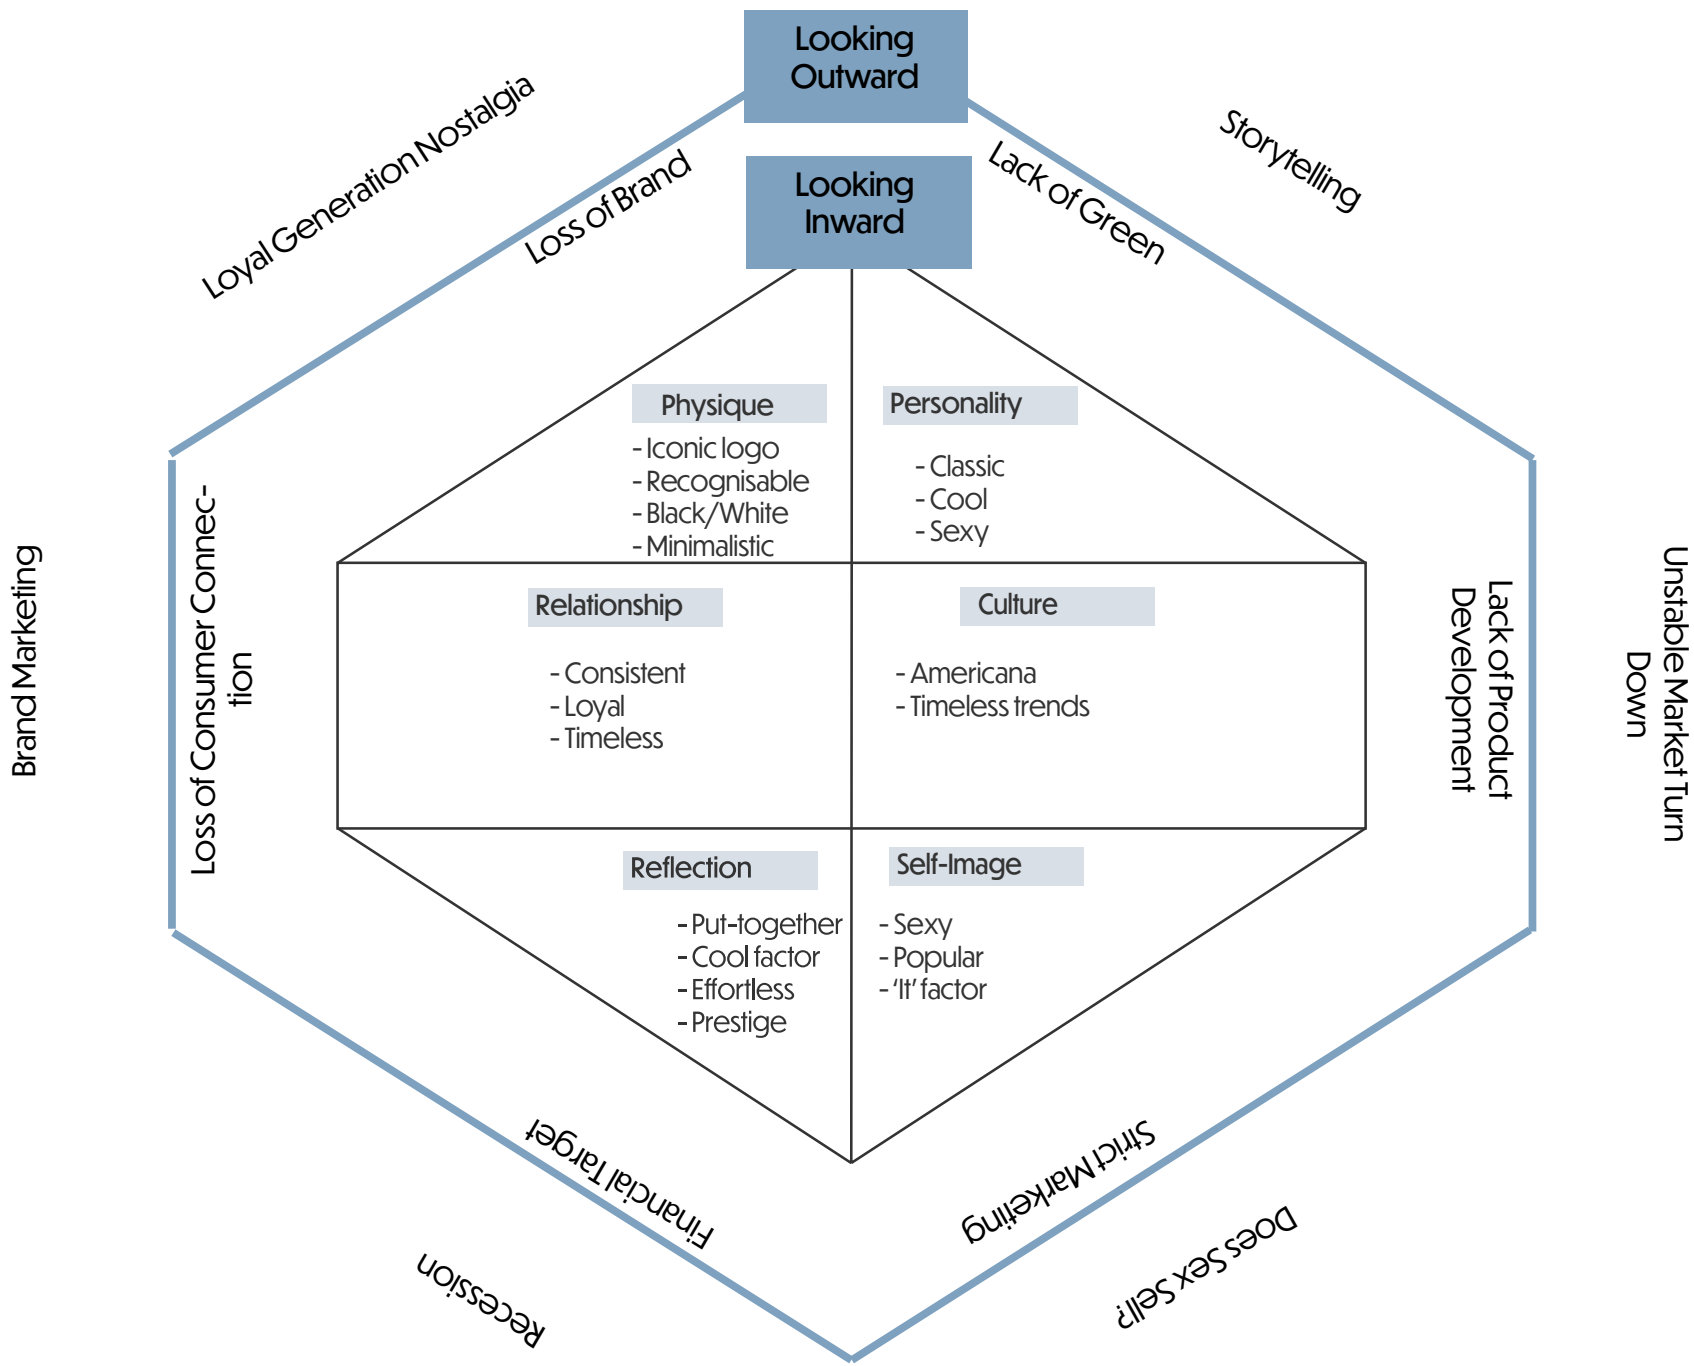 Looking
Outward
Looking
Inward
Loyal Generation Nostalgia
Loss of Brand
Lack of Green
Storytelling
Physique
- Iconic logo
- Recognisable
- Black/White
- Minimalistic
Personality
- Classic
- Cool
- Sexy
Brand Marketing
Loss of Consumer Connec-
tion
Relationship
- Consistent
- Loyal
- Timeless
Culture
- Americana
- Timeless trends
Lack of Product
Development
Unstable Market Turn
Down
Reflection
- Put-together
- Cool factor
- Effortless
- Prestige
Self-Image
- Sexy
- Popular
- ‘It’ factor
Financial Target
Strict Marketing
Recession
Does Sex Sell?